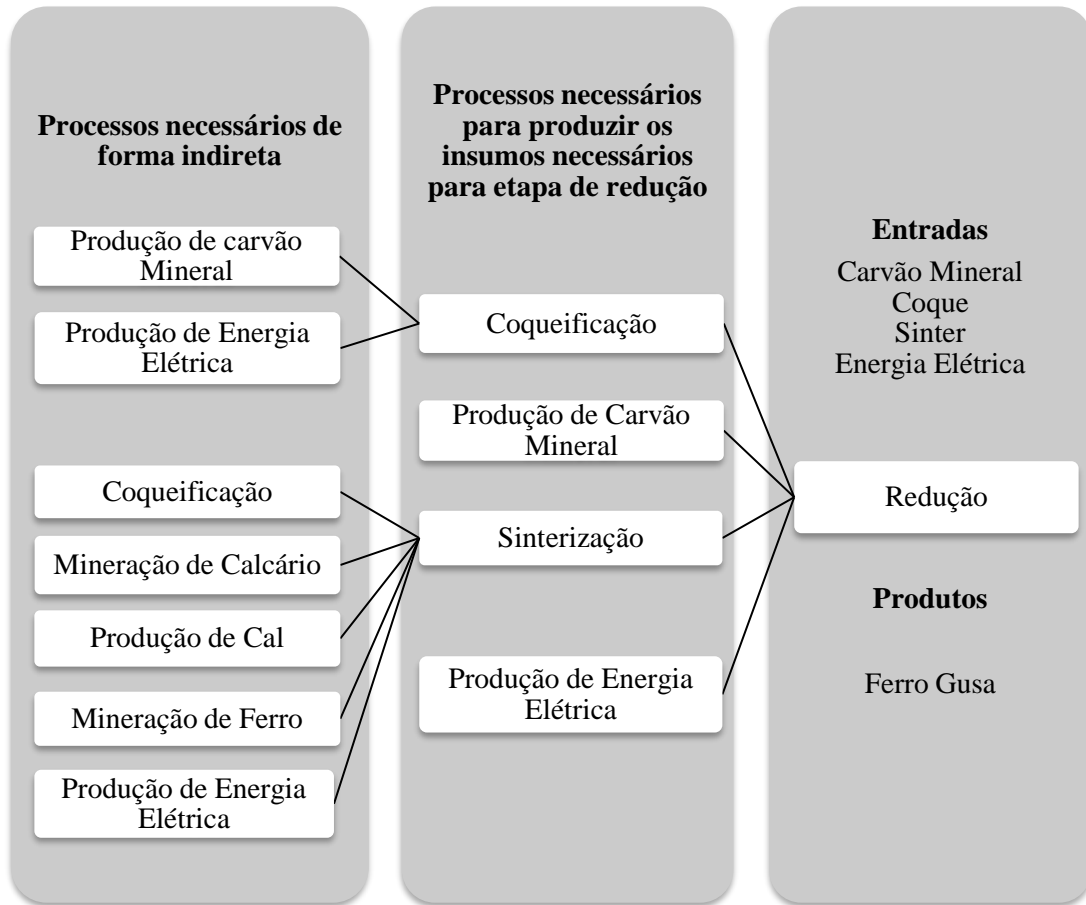 Processos necessários de
forma indireta
Produção de carvão
Mineral
Produção de Energia
Elétrica
Coqueificação
Mineração de Calcário
Produção de Cal
Mineração de Ferro
Produção de Energia
Elétrica
Processos necessários
para produzir os
insumos necessários
para etapa de redução
Coqueificação
Produção de Carvão
Mineral
Sinterização
Produção de Energia
Elétrica
Entradas
Carvão Mineral
Coque
Sinter
Energia Elétrica
Redução
Produtos
Ferro Gusa